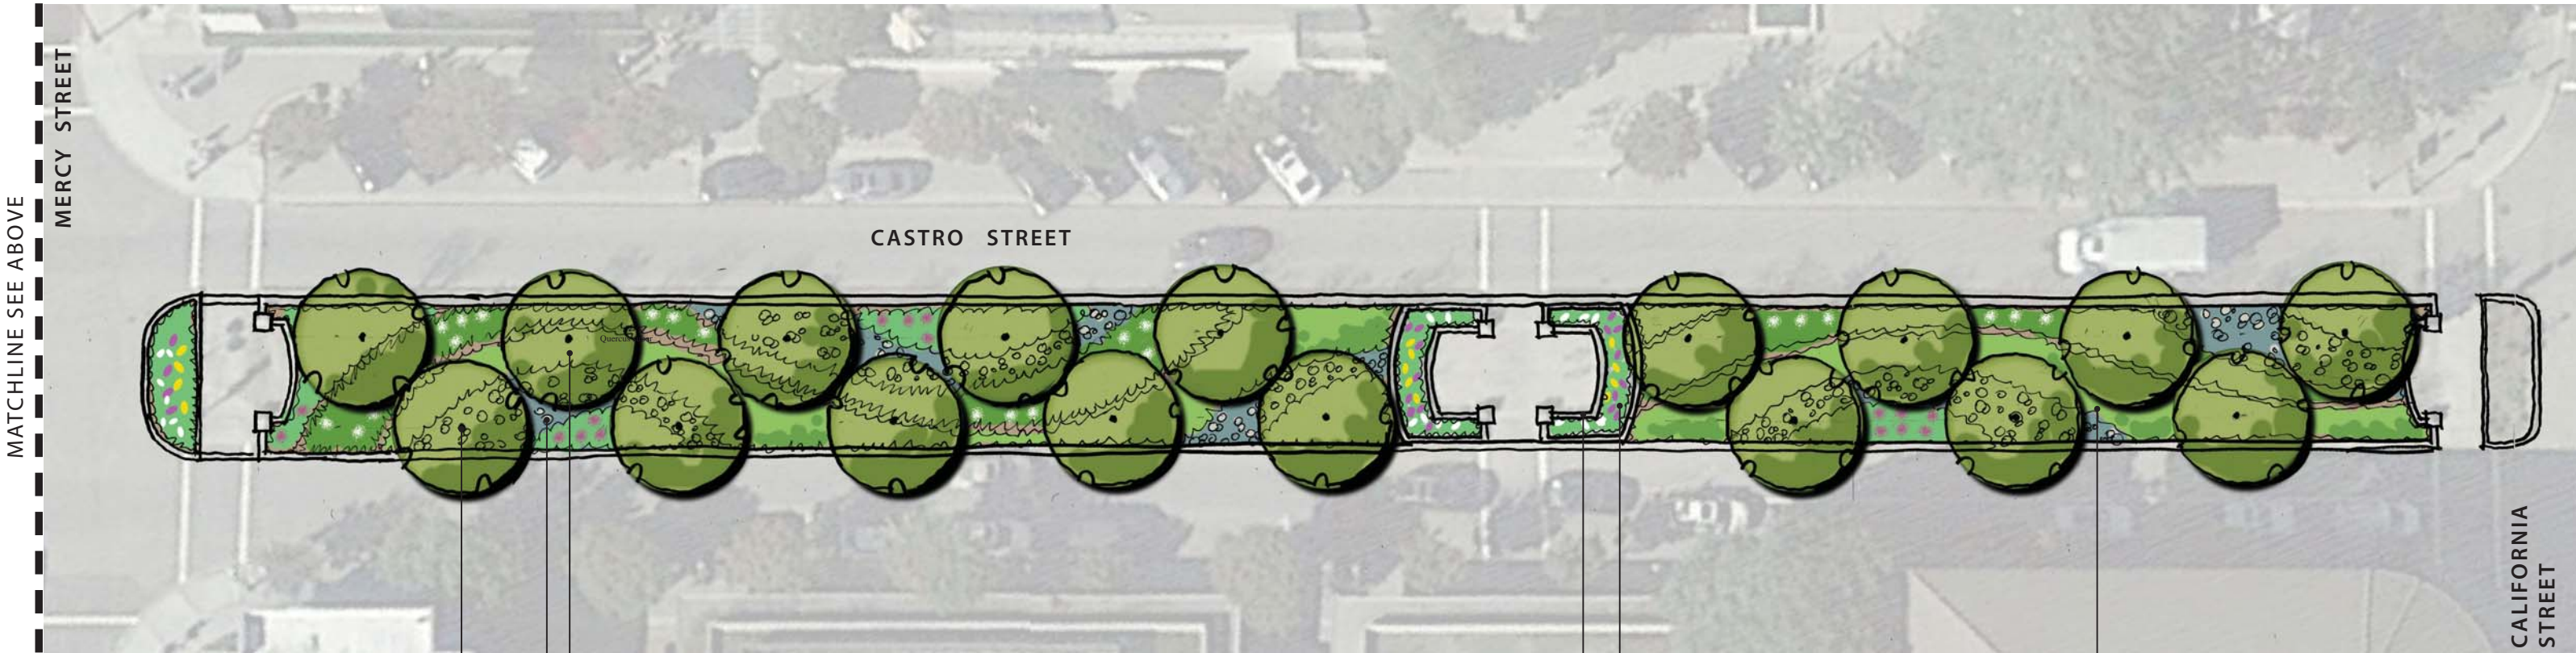 MATCHLINE SEE ABOVE
MERCY STREET
CASTRO STREET
CALIFORNIA
STREET